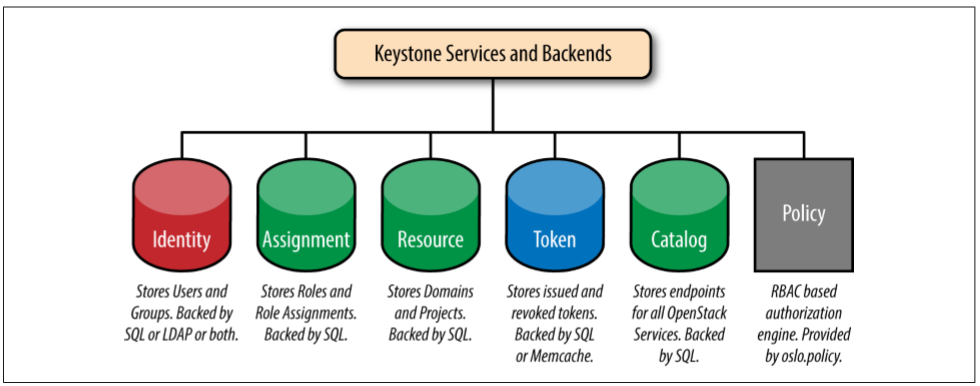 Keystone Services and Backends
Identity
Assignment
Resource
Token
Catalog
Policy
Stores Users and
Groups. Backed by
SQL or LDAP or both.
Stores Roles and
Role Assignments.
Backed by SQL.
Stores Domains
and Projects.
Backed by SQL.
Stores issued and
revoked tokens.
Backed by SQL
or Memcache.
Stores endpoints
for all OpenStack
Services. Backed
by SQL.
RBAC based
authorization
engine. Provided
by oslo.policy.